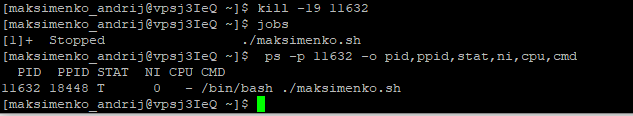 [maksimenko_andrij@vpsj3IeQ ~]$ kill -19 11632
[maksimenko_andrij@vpsj3IeQ ~]$ jobs
[1]+  Stopped                 ./maksimenko.sh
[maksimenko_andrij@vpsj3IeQ ~]$  ps -p 11632 -o pid,ppid,stat,ni,cpu,cmd
  PID  PPID STAT  NI CPU CMD
11632 18448 T      0   - /bin/bash ./maksimenko.sh
[maksimenko_andrij@vpsj3IeQ ~]$